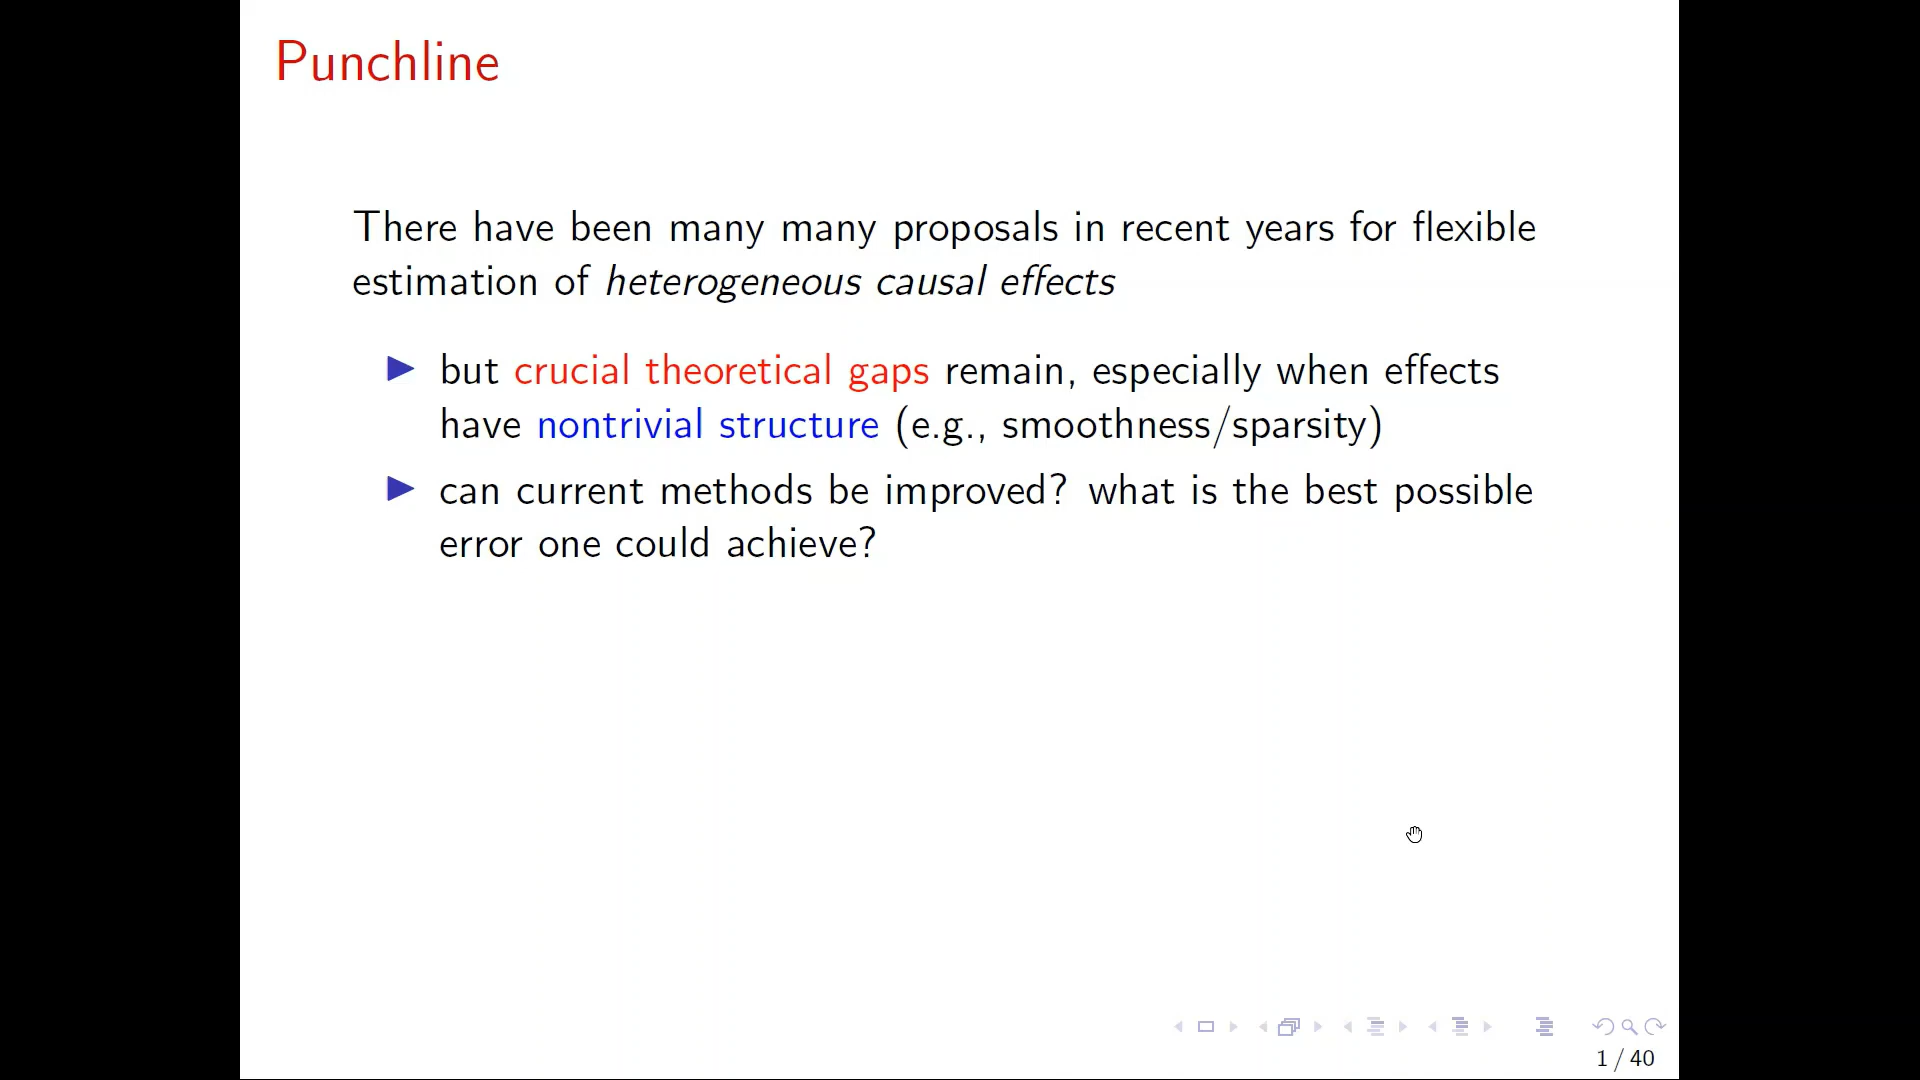 Punchline
There have been many many proposals in recent years for flexible
estimation of heterogeneous causal effects
but crucial theoretical gaps remain, especially when effects
have nontrivial structure (e.g., smoothness/sparsity)
can current methods be improved? what is the best possible
error one could achieve?
1 / 40